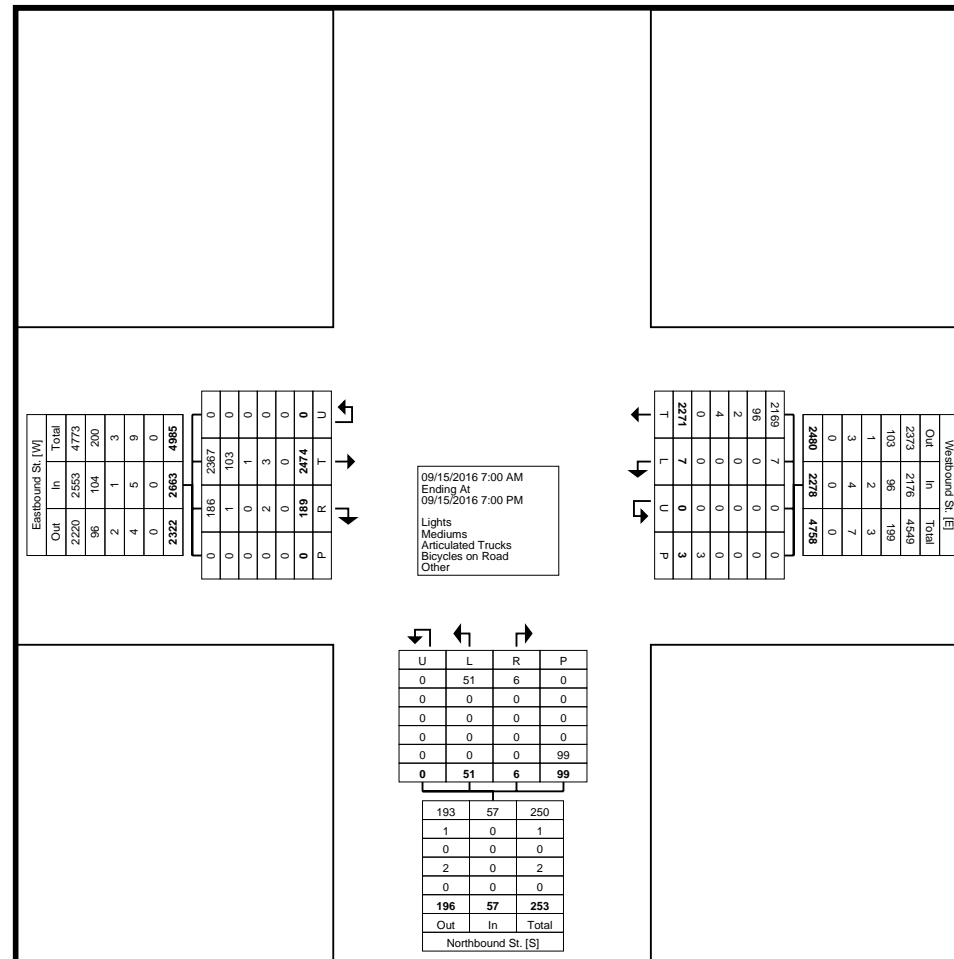 U T R P
0 2474 189 0
0 0 0 0
0 3 2 0
0 1 0 0
0 103 1 0
0 2367 186 0
4985 2663 2322
0 0 0
9 5 4
3 1 2
200 104 96
4773 2553 2220
Total In Out
Eastbound St. [W]
09/15/2016 7:00 AM
Ending At
09/15/2016 7:00 PM
Lights
Mediums
Articulated Trucks
Bicycles on Road
Other
Westbound St. [E]
Out In Total
2373 2176 4549
103 96 199
1 2 3
3 4 7
0 0 0
2480 2278 4758
2169 7 0 0
96 0 0 0
2 0 0 0
4 0 0 0
0 0 0 3
2271 7 0 3
T L U P
U L R P
0 51 6 0
0 0 0 0
0 0 0 0
0 0 0 0
0 0 0 99
0 51 6 99
193 57 250
1 0 1
0 0 0
2 0 2
0 0 0
196 57 253
Out In Total
Northbound St. [S]